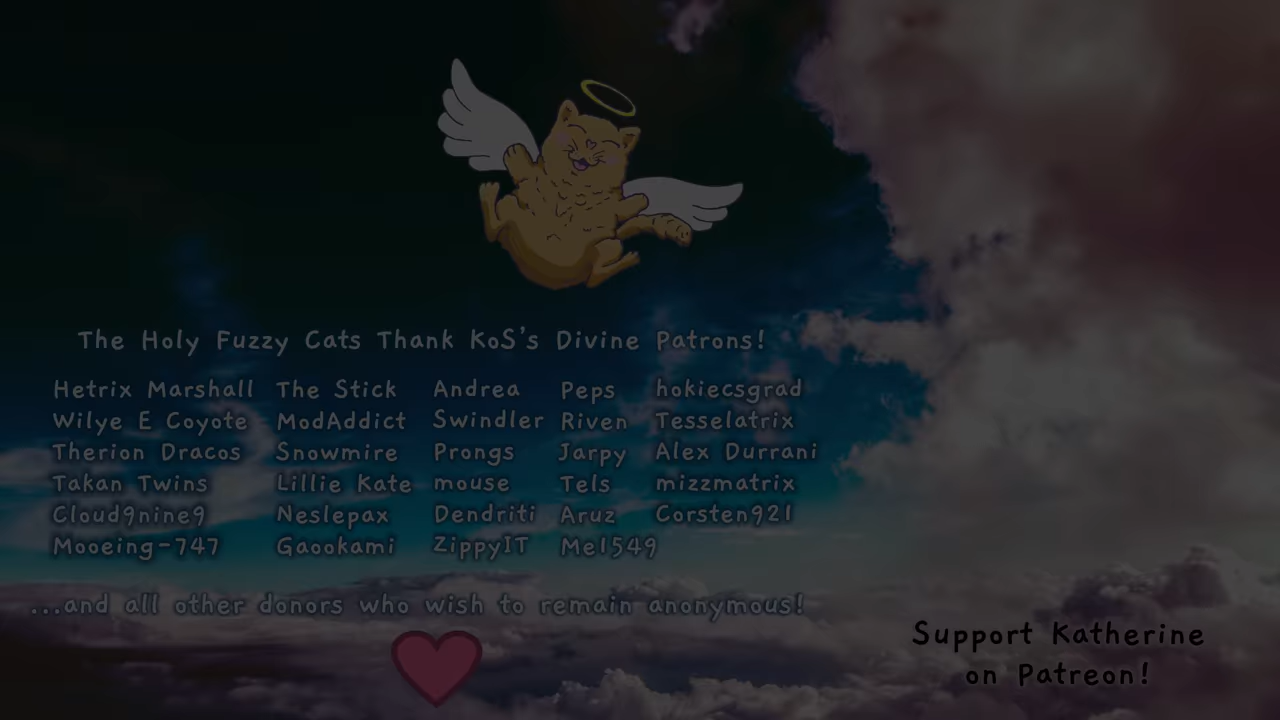 The Holy Fuzzy Cats Thank KoS's Divine Patrons!
Hetrix Marshall The Stick Andrea Peps hokiecsgrad
Wilye E Coyote ModAddict Swindler Riven Tesselatrix
Therion Dracos Snowmire Prongs Jarpy Alex Durrani
Takan Twins Lillie Kate mouse Tels mizzmatrix
Cloud9nine9 Neslepax Dendriti Aruz Corsten921
Mooeing-747 Gaookami ZippyIT Mel549
...and all other donors who wish to remain anonymous!
Support Katherine
on Patreon!